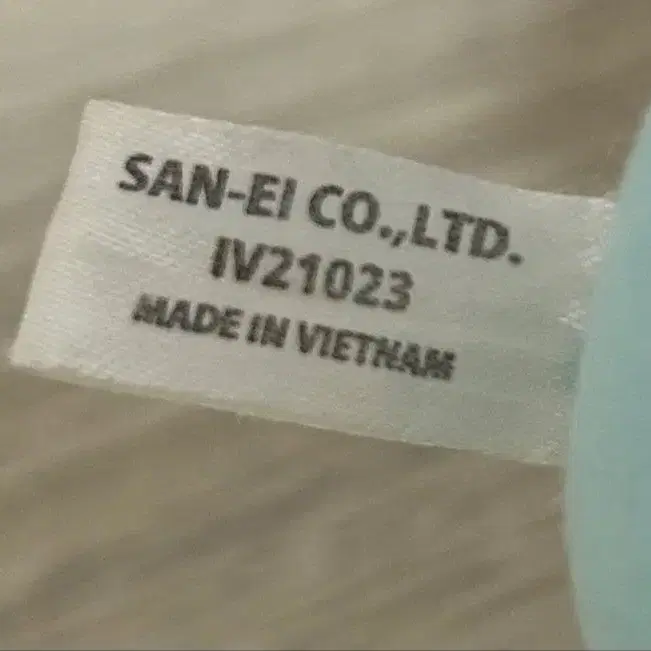 SAN-EI CO.,LTD.
IV21023
MADE IN VIETNAM